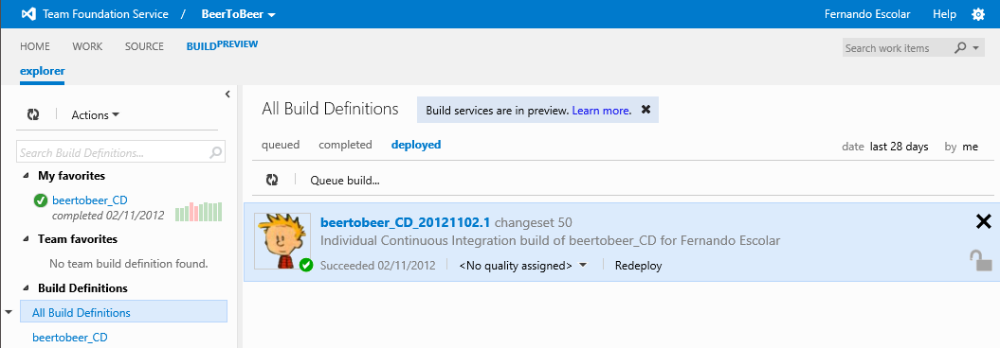 Team Foundation Service / BeerToBeer Fernando Escolar Help
HOME WORK SOURCE BUILDPREVIEW Search work items
explorer
Actions
Search Build Definitions...
My favorites
beertobeer_CD
completed 02/11/2012
Team favorites
No team build definition found.
Build Definitions
All Build Definitions
beertobeer_CD
All Build Definitions Build services are in preview. Learn more.
queued completed deployed date last 28 days by me
Queue build...
beertobeer_CD_20121102.1 changeset 50
Individual Continuous Integration build of beertobeer_CD for Fernando Escolar
Succeeded 02/11/2012 <No quality assigned> Redeploy